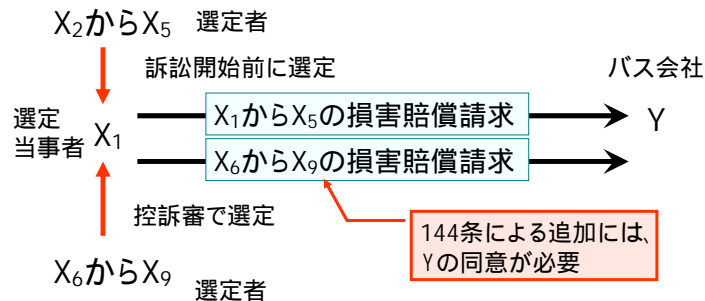 X2からX5 選定者
訴訟開始前に選定
バス会社
選定
当事者 X1
X1からX5の損害賠償請求
Y
X6からX9の損害賠償請求
控訴審で選定
144条による追加には、
Yの同意が必要
X6からX9 選定者